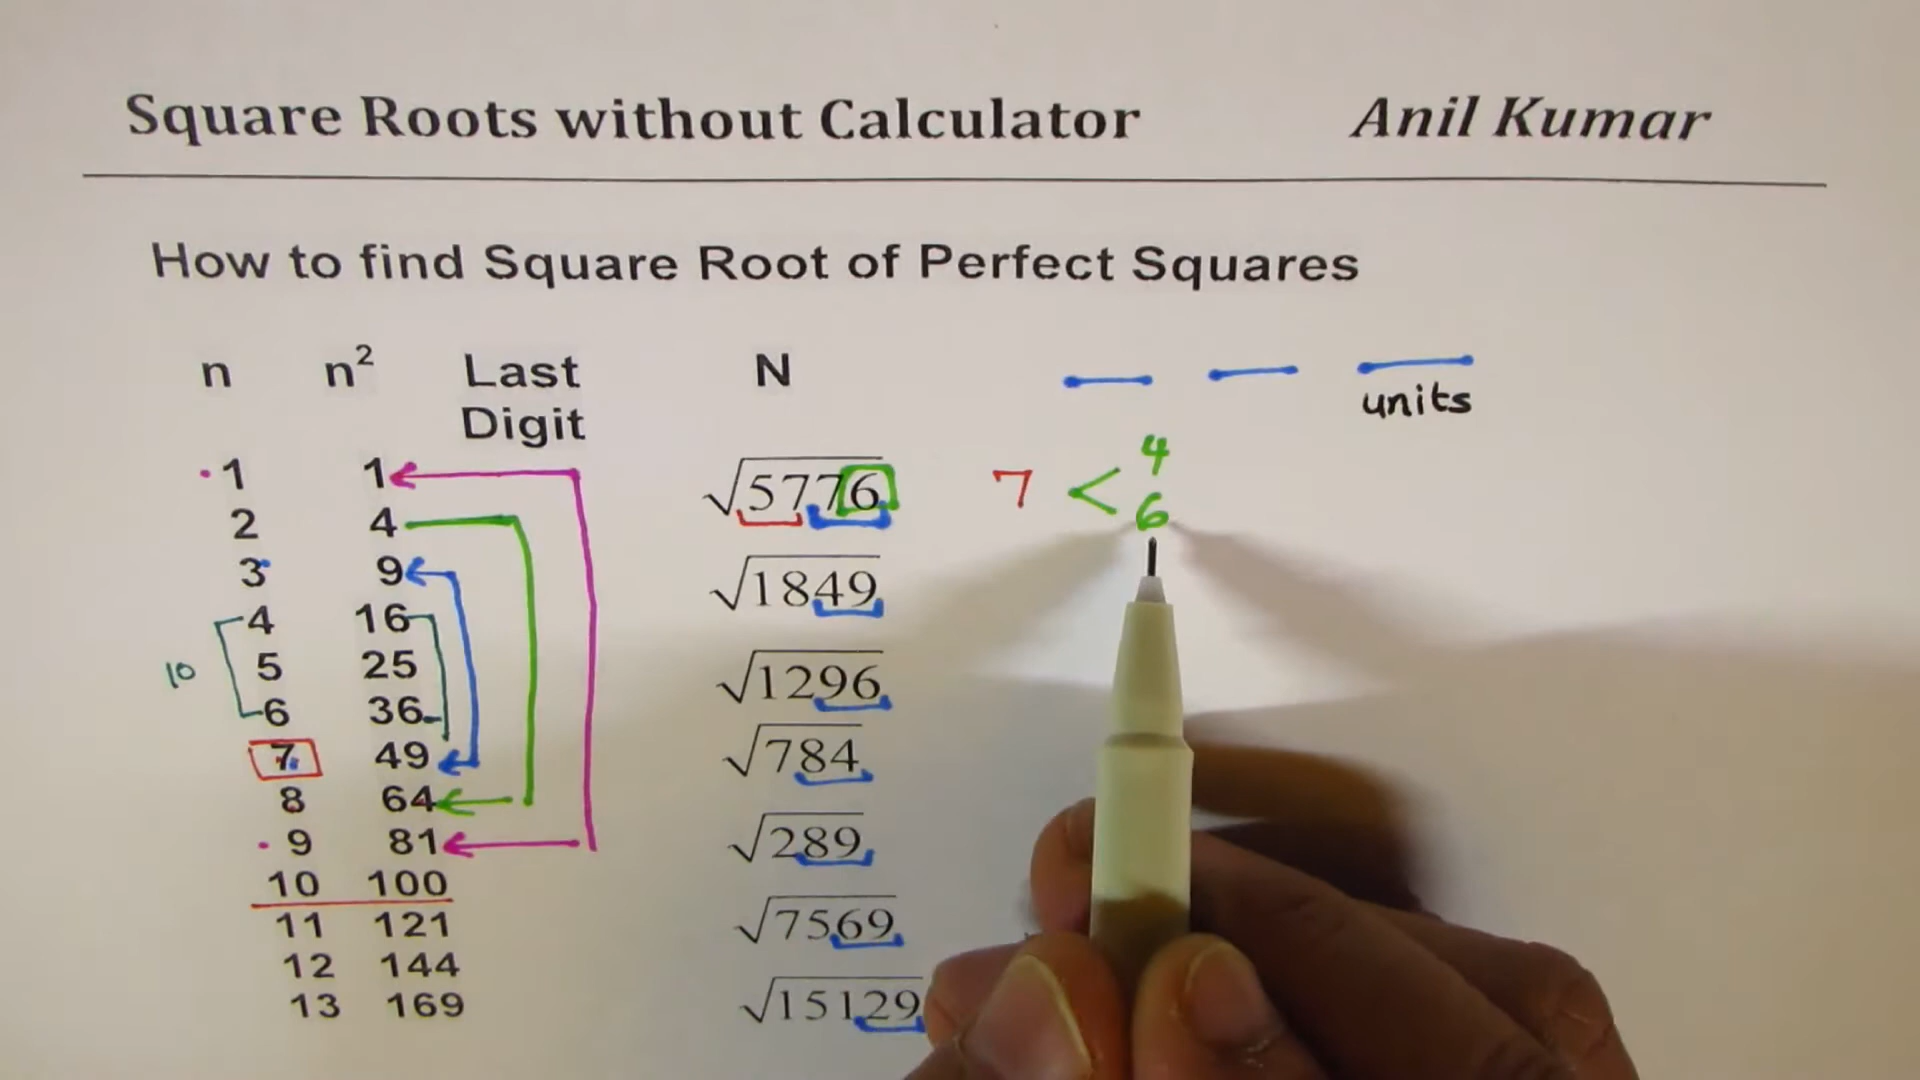 Square Roots without Calculator Anil Kumar
How to find Square Root of Perfect Squares
n n² Last Digit N
units
1 1 √5776 7 < 4 6
2 4
3 9 √1849
4 16
10 5 25 √1296
6 36
7 49 √784
8 64
9 81 √289
10 100
11 121 √7569
12 144
13 169 √15129